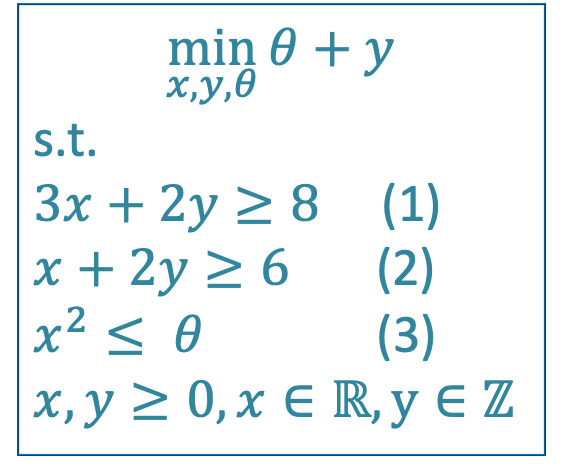 min θ + y
x,y,θ
s.t.
3x + 2y ≥ 8 (1)
x + 2y ≥ 6 (2)
x² ≤ θ (3)
x, y ≥ 0, x ∈ ℝ, y ∈ ℤ